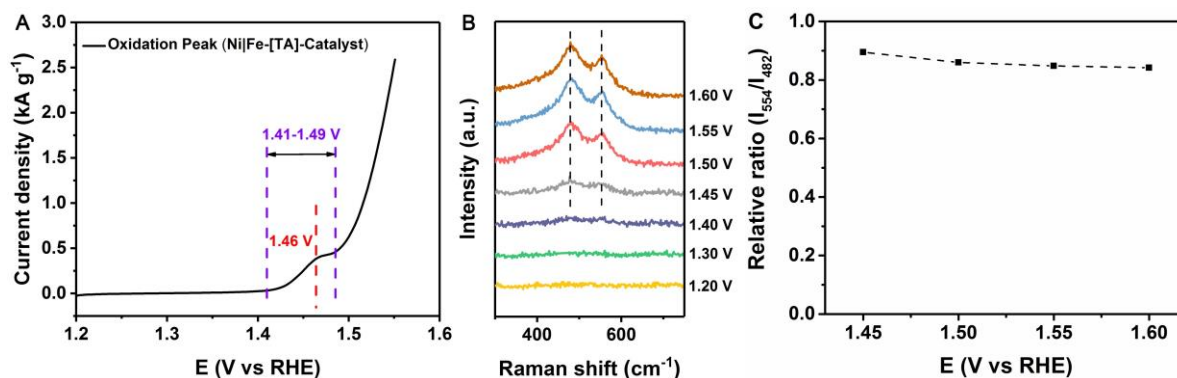 A
Current density (kA g⁻¹)
3.0
2.5
2.0
1.5
1.0
0.5
0.0
Oxidation Peak (Ni|Fe-[TA]-Catalyst)
1.41-1.49 V
1.46 V
1.2
1.3
1.4
1.5
1.6
E (V vs RHE)
B
Intensity (a.u.)
1.60 V
1.55 V
1.50 V
1.45 V
1.40 V
1.30 V
1.20 V
400
600
Raman shift (cm⁻¹)
C
Relative ratio (I₅₅₄/I₄₈₂)
1.0
0.8
0.6
0.4
0.2
0.0
1.45
1.50
1.55
1.60
E (V vs RHE)